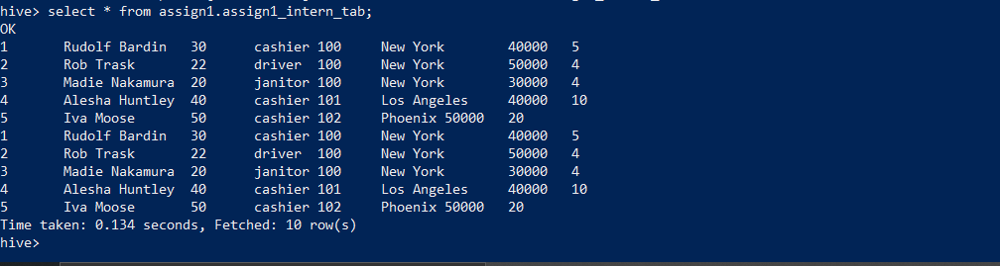 hive> select * from assign1.assign1_intern_tab;
OK
1	Rudolf Bardin	30	cashier	100	New York	40000	5
2	Rob Trask	22	driver	100	New York	50000	4
3	Madie Nakamura	20	janitor	100	New York	30000	4
4	Alesha Huntley	40	cashier	101	Los Angeles	40000	10
5	Iva Moose	50	cashier	102	Phoenix	50000	20
1	Rudolf Bardin	30	cashier	100	New York	40000	5
2	Rob Trask	22	driver	100	New York	50000	4
3	Madie Nakamura	20	janitor	100	New York	30000	4
4	Alesha Huntley	40	cashier	101	Los Angeles	40000	10
5	Iva Moose	50	cashier	102	Phoenix	50000	20
Time taken: 0.134 seconds, Fetched: 10 row(s)
hive>